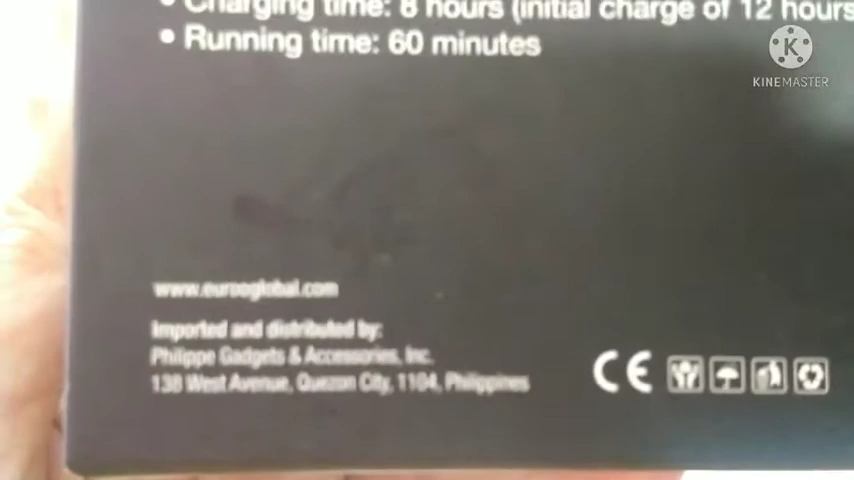 • Charging time: 8 hours (initial charge of 12 hours
• Running time: 60 minutes
KINEMASTER
www.eurooglobal.com
Imported and distributed by:
Philippe Gadgets & Accessories, Inc.
138 West Avenue, Quezon City, 1104, Philippines
CE